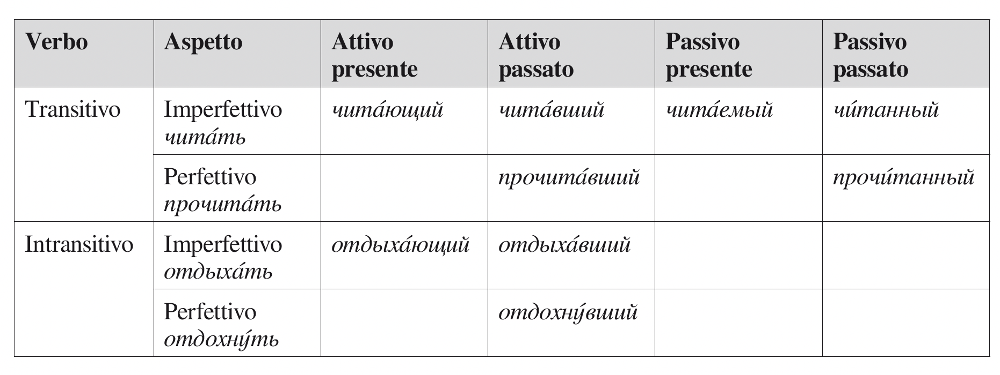 Verbo Aspetto Attivo Attivo Passivo Passivo
presente passato presente passato
Transitivo Imperfettivo чита́ющий чита́вший чита́емый чи́танный
чита́ть
Perfettivo прочита́вший прочи́танный
прочита́ть
Intransitivo Imperfettivo отдыха́ющий отдыха́вший
отдыха́ть
Perfettivo отдохну́вший
отдохну́ть